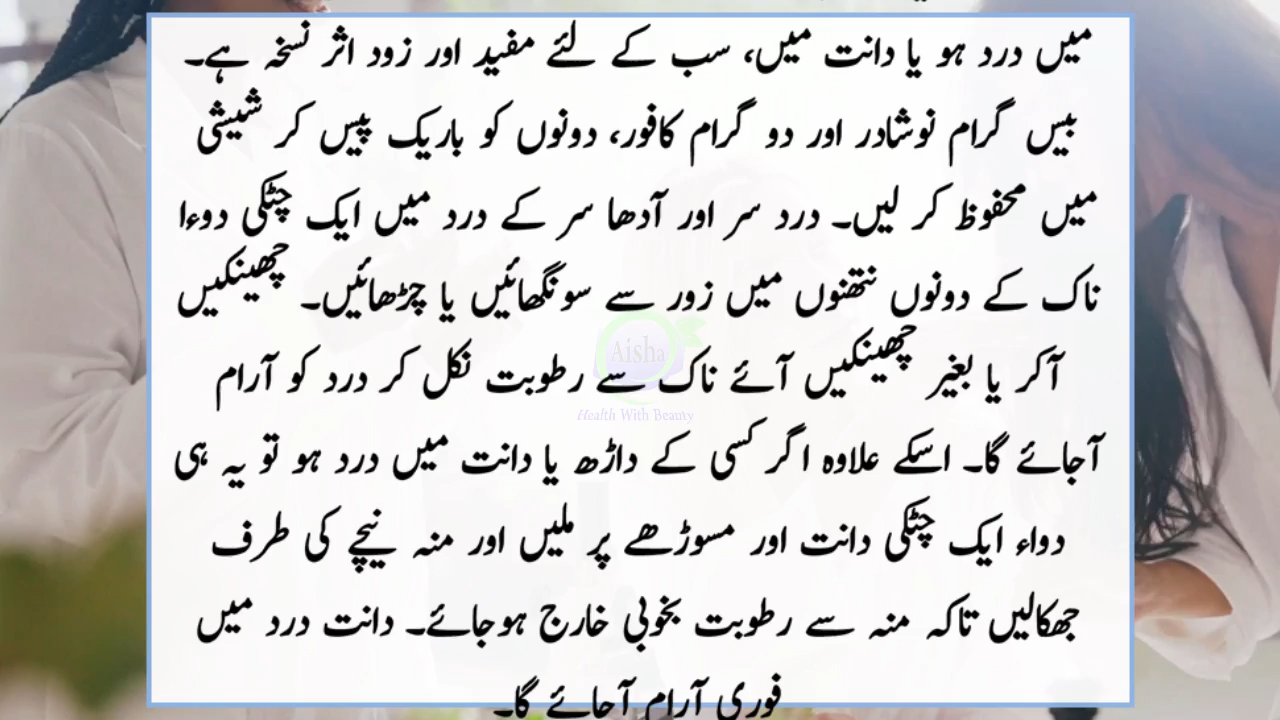 میں درد ہو یا دانت میں، سب کے لئے مفید اور زود اثر نسخہ ہے۔
بیس گرام نوشادر اور دو گرام کافور، دونوں کو باریک پیس کر شیشی
میں محفوظ کر لیں۔ درد سر اور آدھا سر کے درد میں ایک چٹکی دوءا
ناک کے دونوں نتھنوں میں زور سے سونگھائیں یا چڑھائیں۔ چھینکیں
آکر یا بغیر چھینکیں آئے ناک سے رطوبت نکل کر درد کو آرام
آجائے گا۔ اسکے علاوہ اگر کسی کے داڑھ یا دانت میں درد ہو تو یہ ہی
دواء ایک چٹکی دانت اور مسوڑھے پر ملیں اور منہ نیچے کی طرف
جھکالیں تاکہ منہ سے رطوبت بخوبی خارج ہوجائے۔ دانت درد میں
فوری آرام آجائے گا۔
Aisha
Health With Beauty